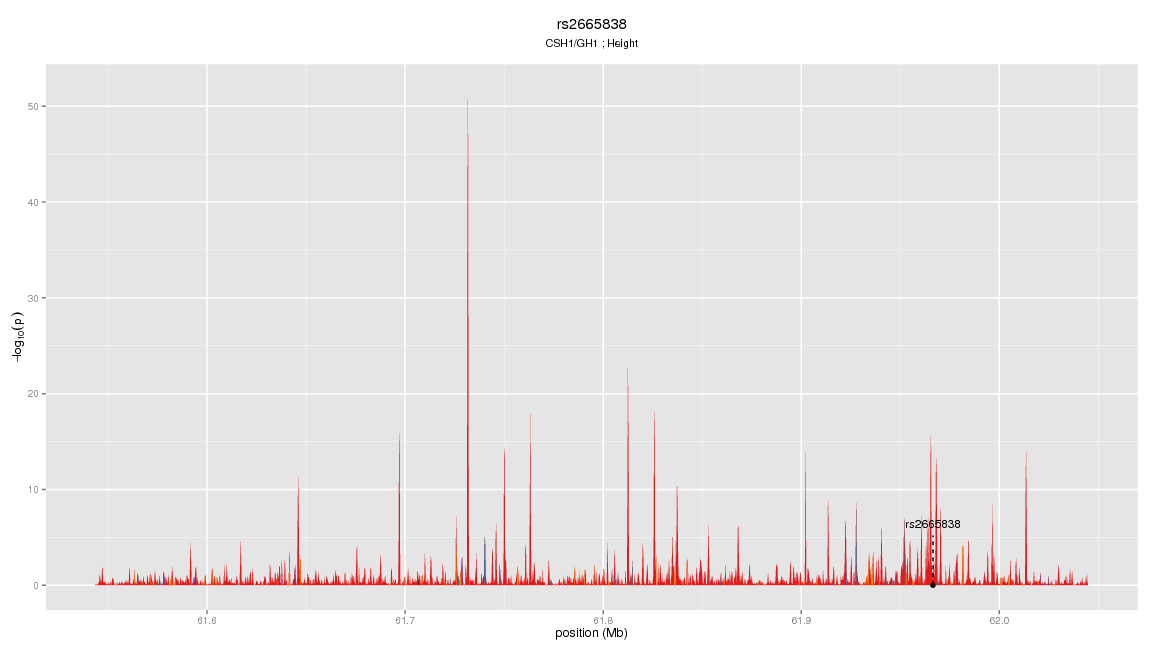 rs2665838
CSH1/GH1 ; Height
50
40
30
20
10
0
−log10(p)
rs2665838
61.6 61.7 61.8 61.9 62.0
position (Mb)